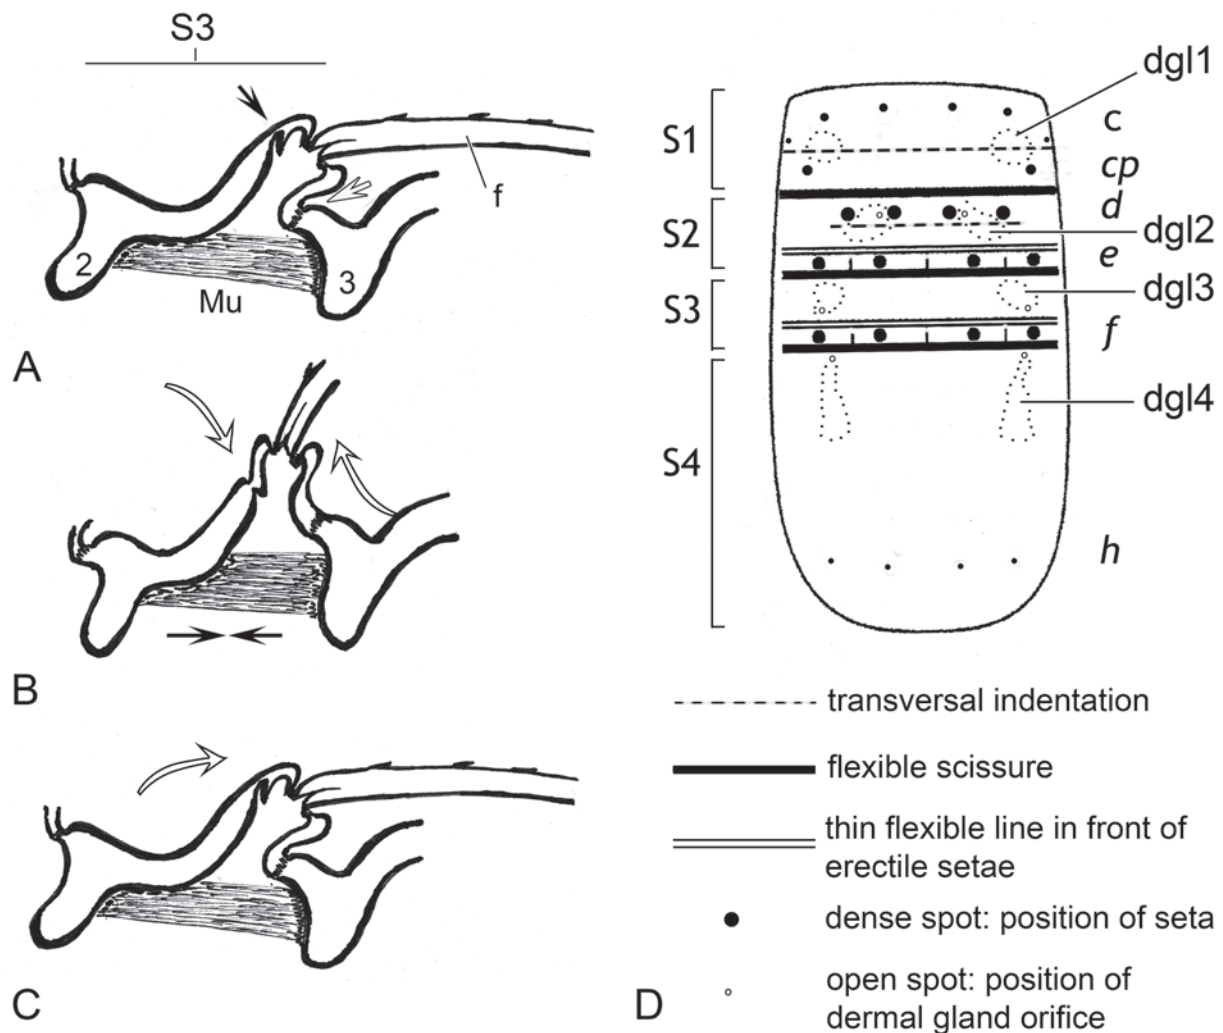 S3
f
2
3
Mu
A
B
C
S1
S2
S3
S4
c
cp
d
e
f
h
dgl1
dgl2
dgl3
dgl4
transversal indentation
flexible scissure
thin flexible line in front of
erectile setae
dense spot: position of seta
open spot: position of
dermal gland orifice
D